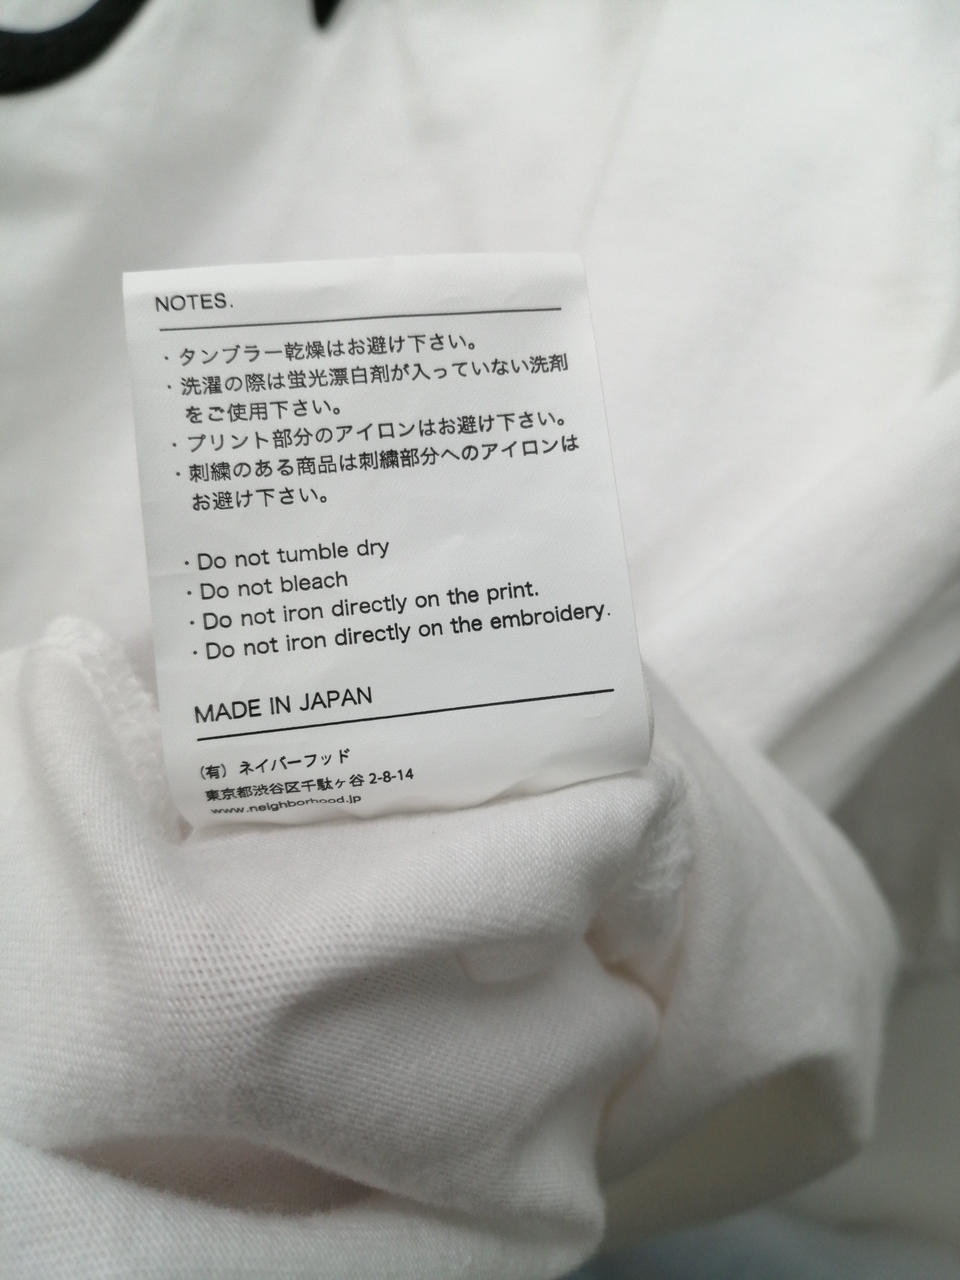 NOTES.
・タンブラー乾燥はお避け下さい。
・洗濯の際は蛍光漂白剤が入っていない洗剤
をご使用下さい。
・プリント部分のアイロンはお避け下さい。
・刺繍のある商品は刺繍部分へのアイロンは
お避け下さい。
・Do not tumble dry
・Do not bleach
・Do not iron directly on the print.
・Do not iron directly on the embroidery.
MADE IN JAPAN
(有) ネイバーフッド
東京都渋谷区千駄ヶ谷 2-8-14
www.neighborhood.jp